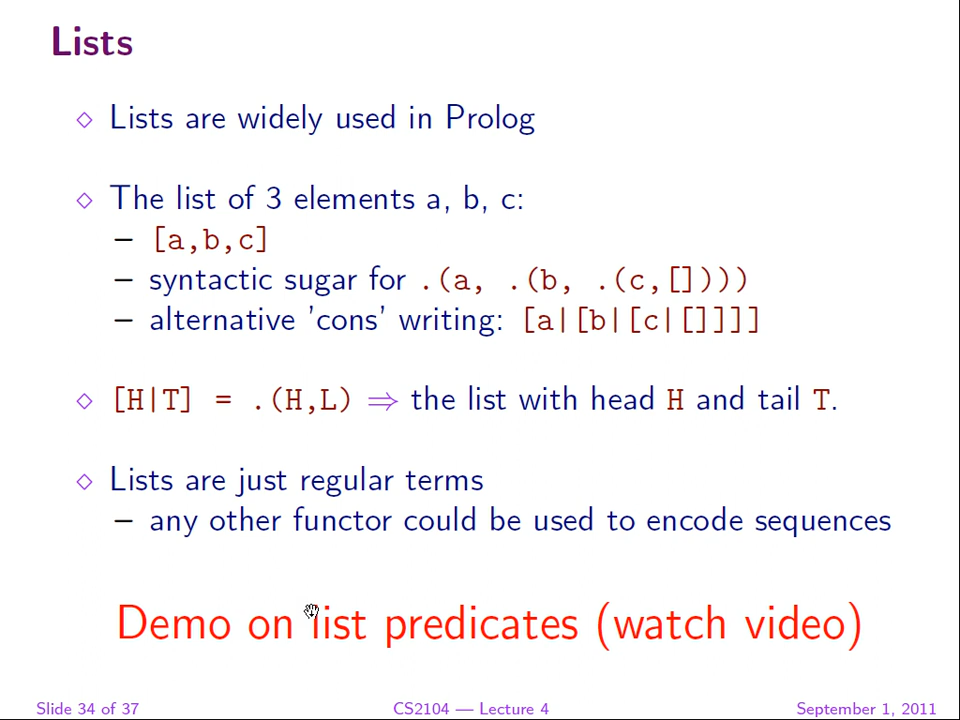 Lists
◇ Lists are widely used in Prolog
◇ The list of 3 elements a, b, c:
– [a,b,c]
– syntactic sugar for .(a, .(b, .(c,[])))
– alternative 'cons' writing: [a|[b|[c|[]]]]
◇ [H|T] = .(H,L) ⇒ the list with head H and tail T.
◇ Lists are just regular terms
– any other functor could be used to encode sequences
Demo on list predicates (watch video)
Slide 34 of 37 CS2104 — Lecture 4 September 1, 2011